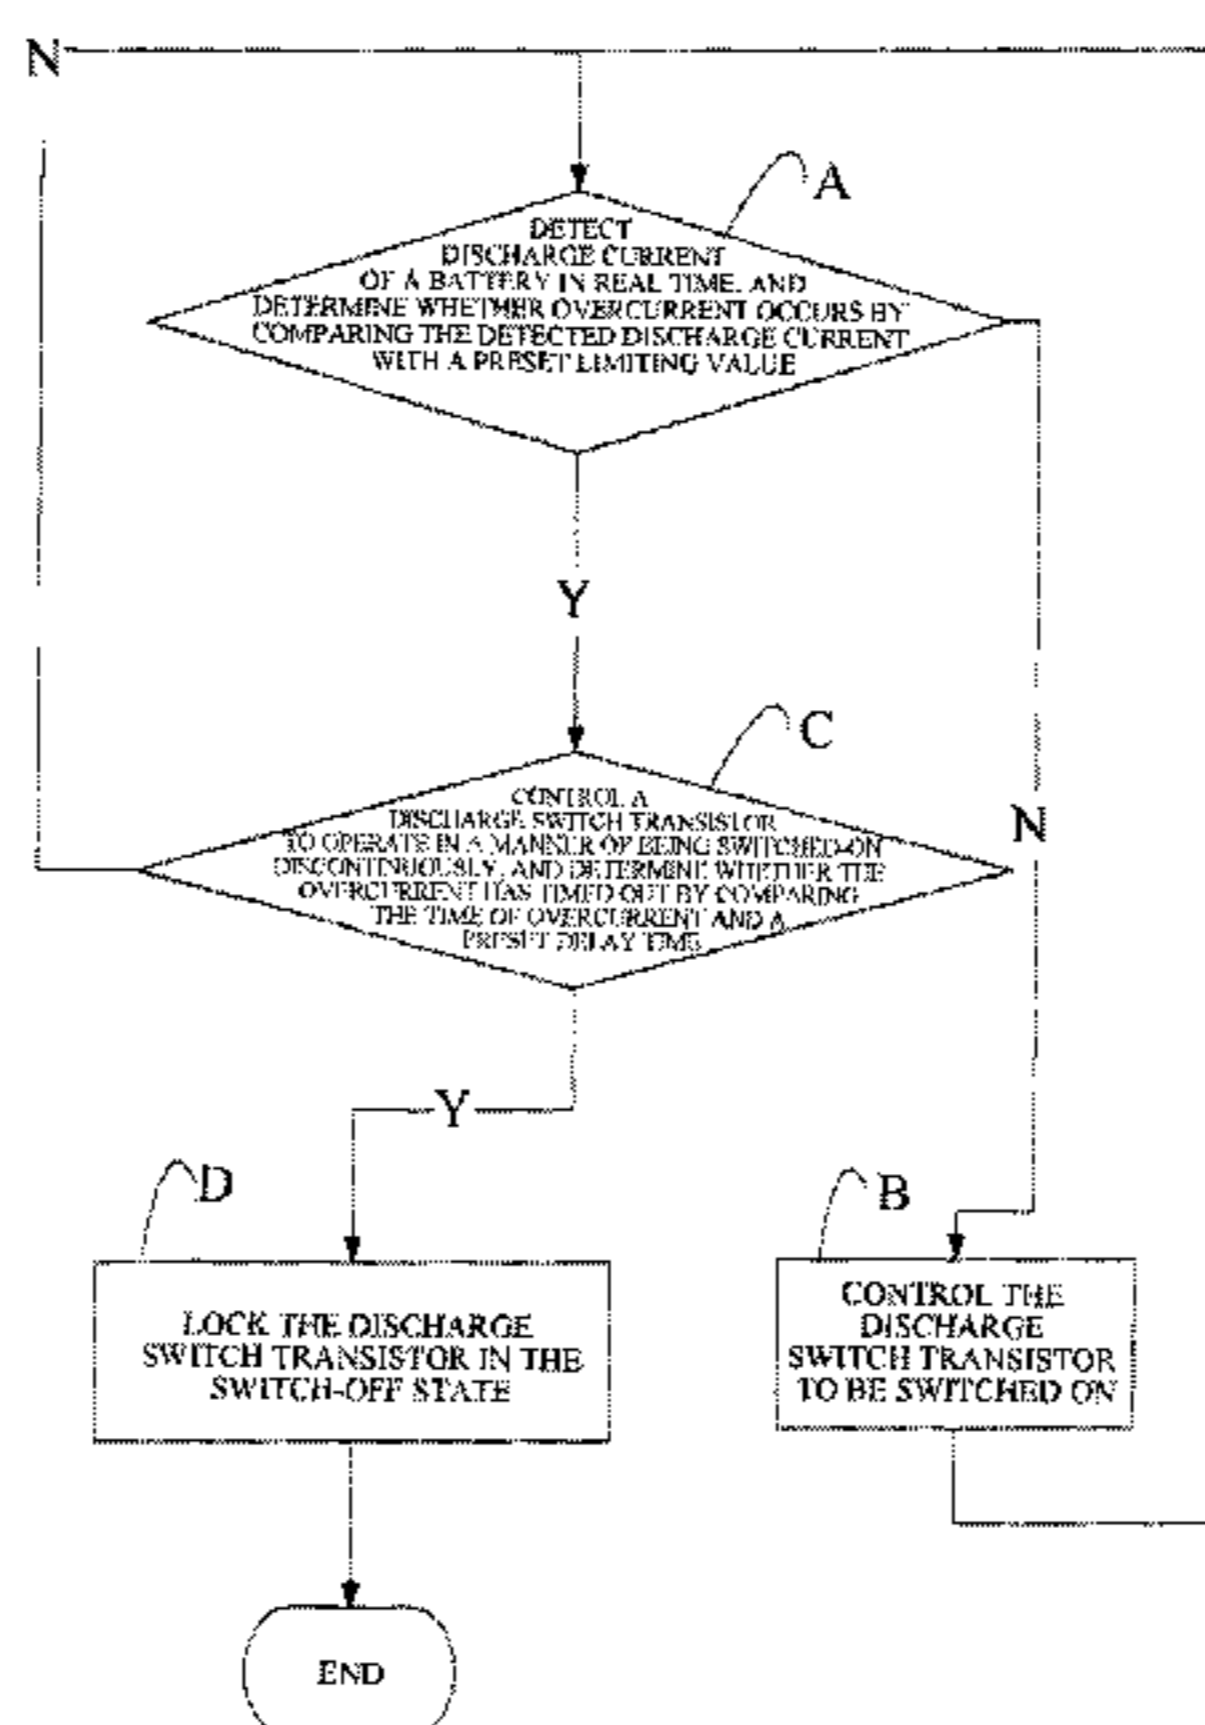 N
A
DETECT
DISCHARGE CURRENT
OF A BATTERY IN REAL TIME, AND
DETERMINE WHETHER OVERCURRENT OCCURS BY
COMPARING THE DETECTED DISCHARGE CURRENT
WITH A PRESET LIMITING VALUE
Y
C
CONTROL A
DISCHARGE SWITCH TRANSISTOR
TO OPERATE IN A MANNER OF BEING SWITCHED-ON
DISCONTINUOUSLY, AND DETERMINE WHETHER THE
OVERCURRENT HAS TIMED OUT BY COMPARING
THE TIME OF OVERCURRENT AND A
PRESET DELAY TIME
N
Y
D
B
LOCK THE DISCHARGE
SWITCH TRANSISTOR IN THE
SWITCH-OFF STATE
CONTROL THE
DISCHARGE
SWITCH TRANSISTOR
TO BE SWITCHED ON
END